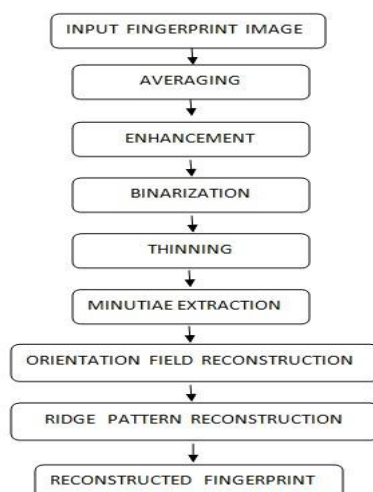 INPUT FINGERPRINT IMAGE
AVERAGING
ENHANCEMENT
BINARIZATION
THINNING
MINUTIAE EXTRACTION
ORIENTATION FIELD RECONSTRUCTION
RIDGE PATTERN RECONSTRUCTION
RECONSTRUCTED FINGERPRINT